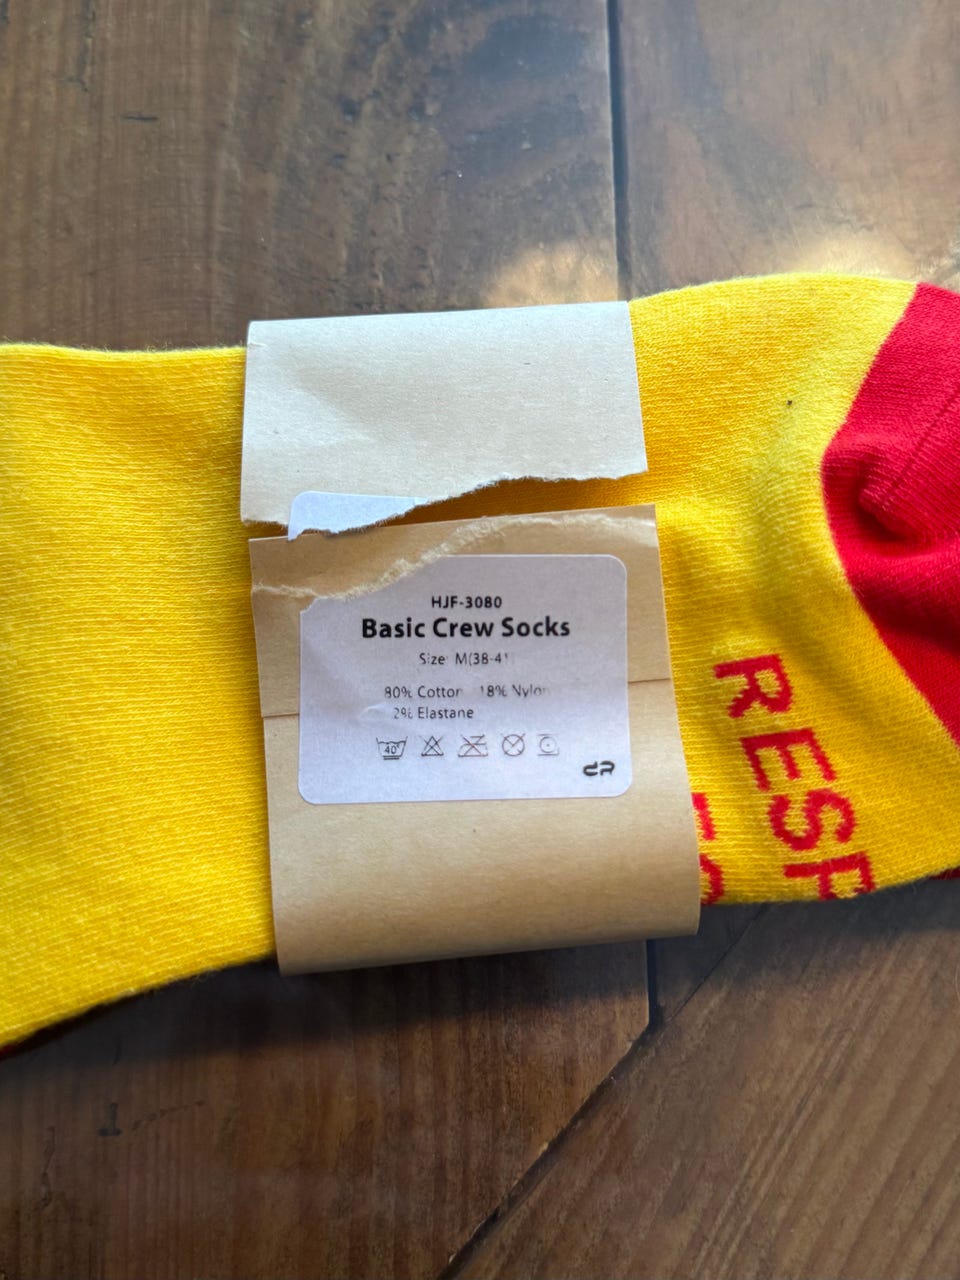 HJF-3080
Basic Crew Socks
Size: M(38-41
80% Cotton 18% Nylon
2% Elastane
40°
RESP